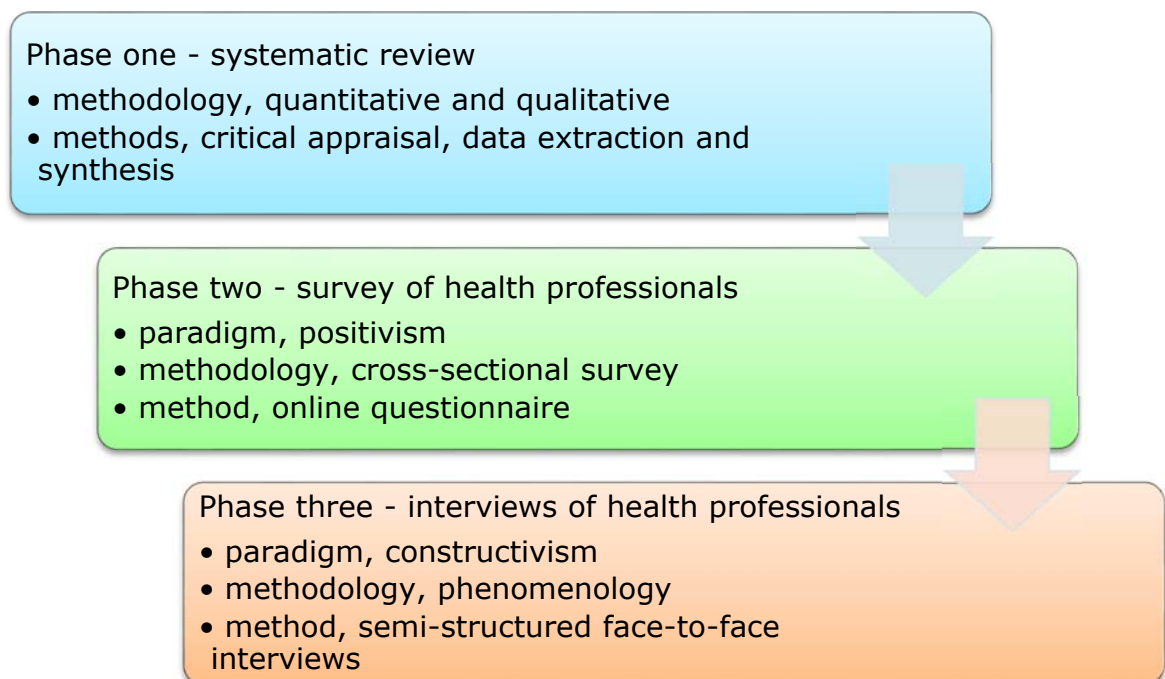 Phase one - systematic review
• methodology, quantitative and qualitative
• methods, critical appraisal, data extraction and
synthesis
Phase two - survey of health professionals
• paradigm, positivism
• methodology, cross-sectional survey
• method, online questionnaire
Phase three - interviews of health professionals
• paradigm, constructivism
• methodology, phenomenology
• method, semi-structured face-to-face
interviews